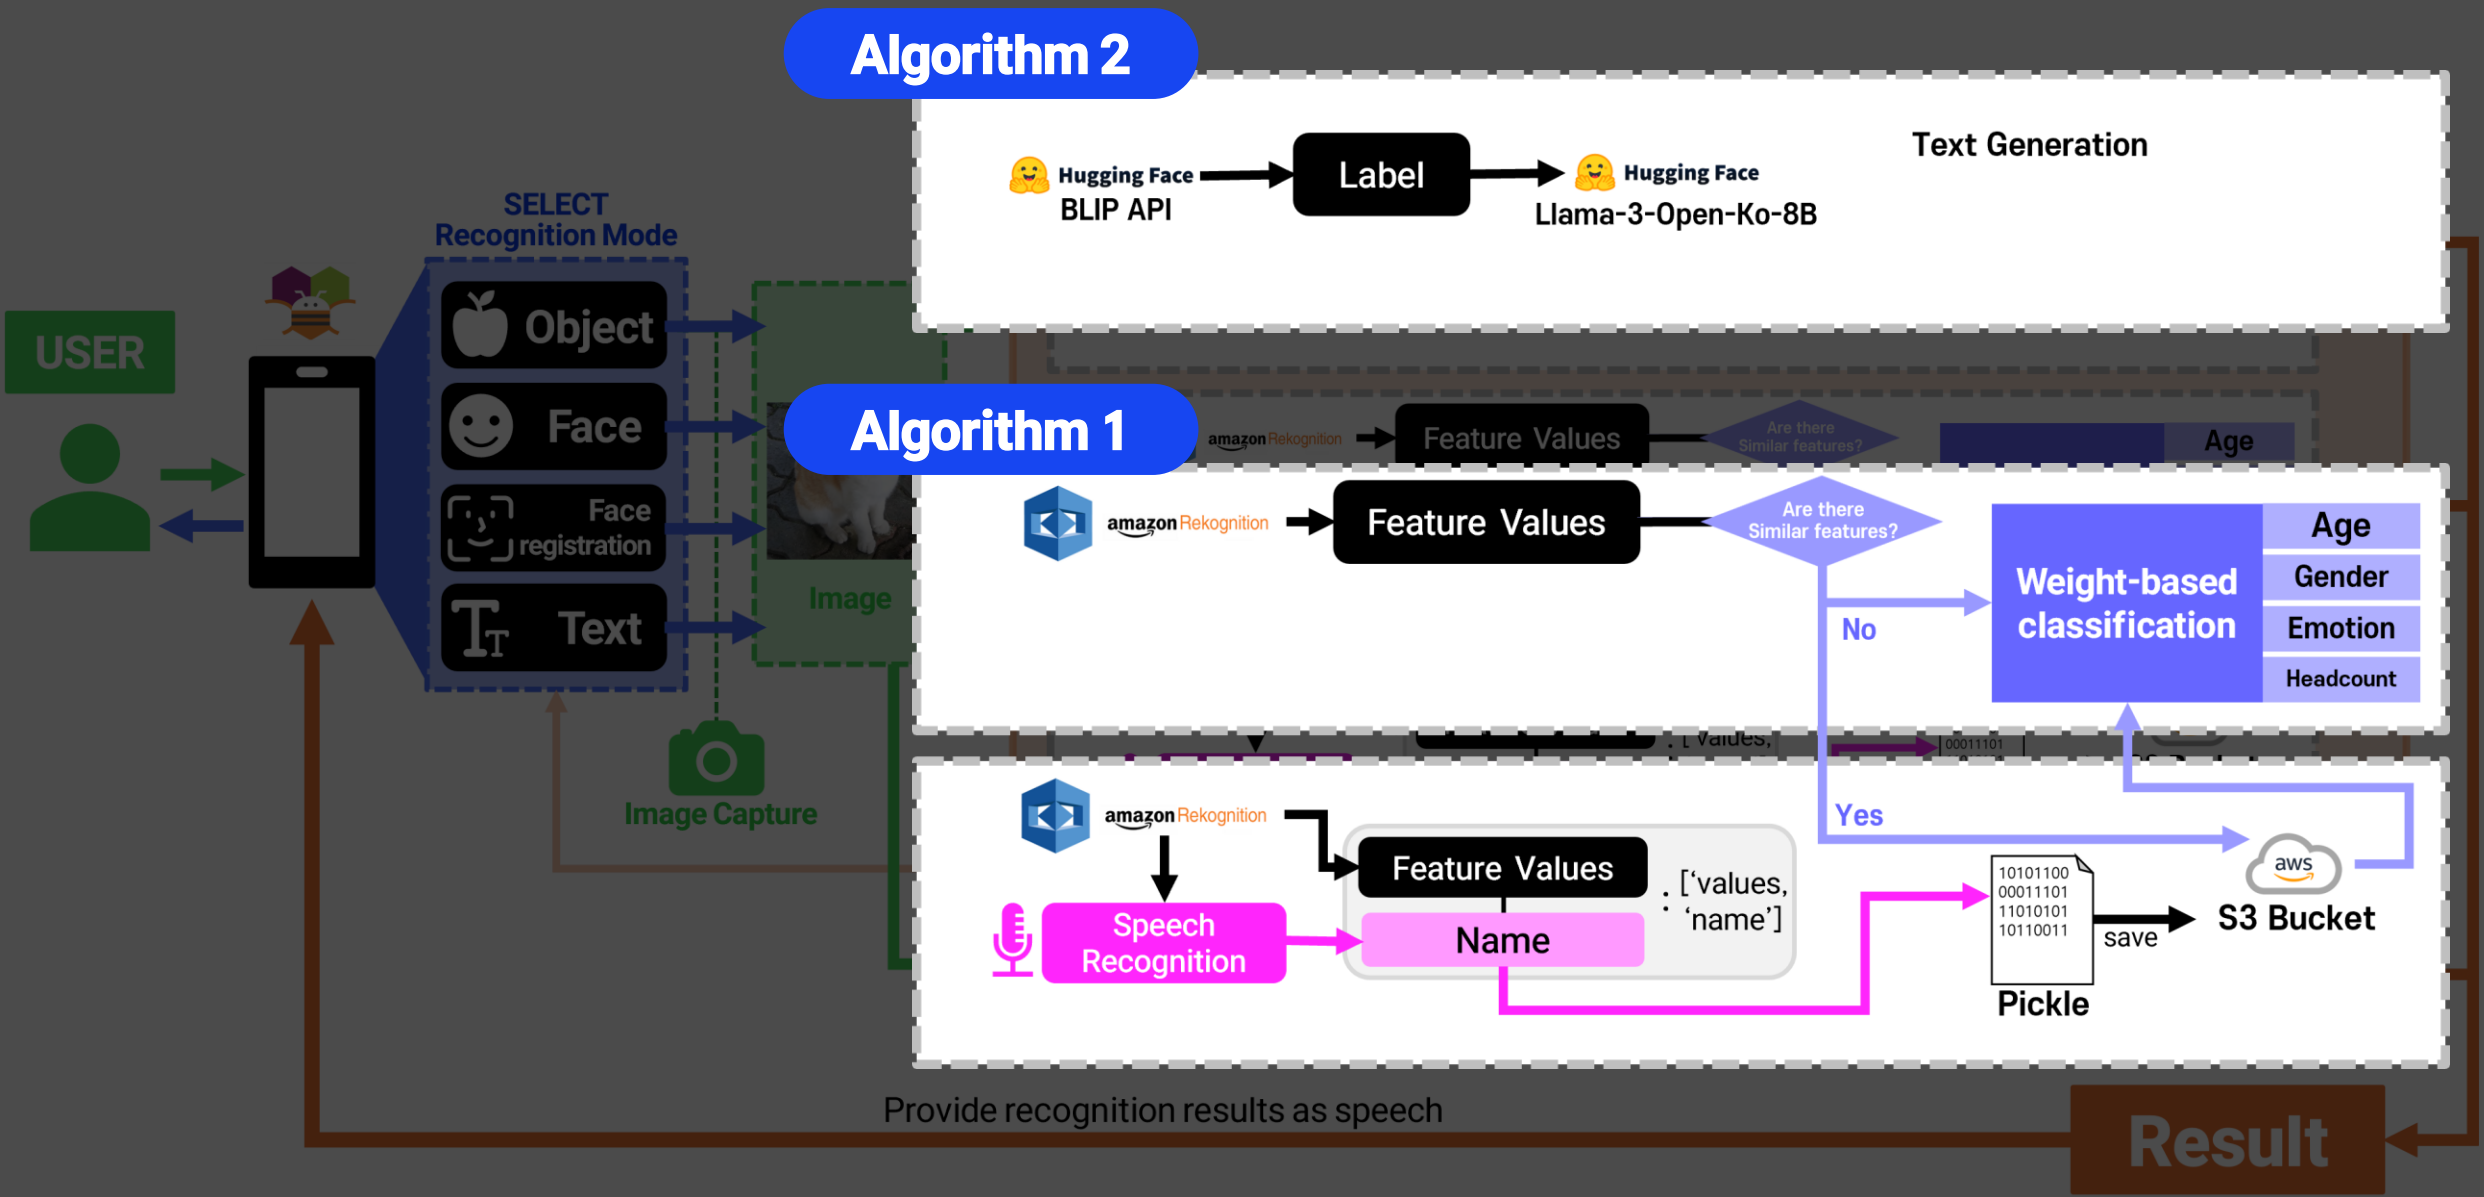 Algorithm 2
Hugging Face
BLIP API
Label
Hugging Face
Llama-3-Open-Ko-8B
Text Generation
SELECT
Recognition Mode
USER
Object
Face
Face
registration
Text
Image
Image Capture
Algorithm 1
amazon Rekognition
Feature Values
Are there
Similar features?
Age
amazon Rekognition
Feature Values
Are there
Similar features?
No
Weight-based
classification
Age
Gender
Emotion
Headcount
: [ values,
00011101
amazon Rekognition
Speech
Recognition
Feature Values
Name
: [‘values,
‘name’]
Yes
10101100
00011101
11010101
10110011
Pickle
save
aws
S3 Bucket
Provide recognition results as speech
Result